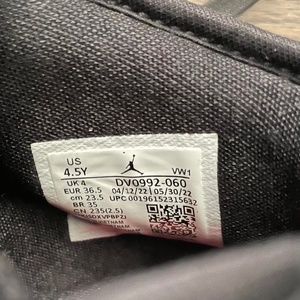 US
4.5Y
VW1
UK 4
DV0992-060
EUR 36.5
04/12/22
05/30/22
cm 23.5
UPC 00196152315632
BR 35
CN 235(2.5)